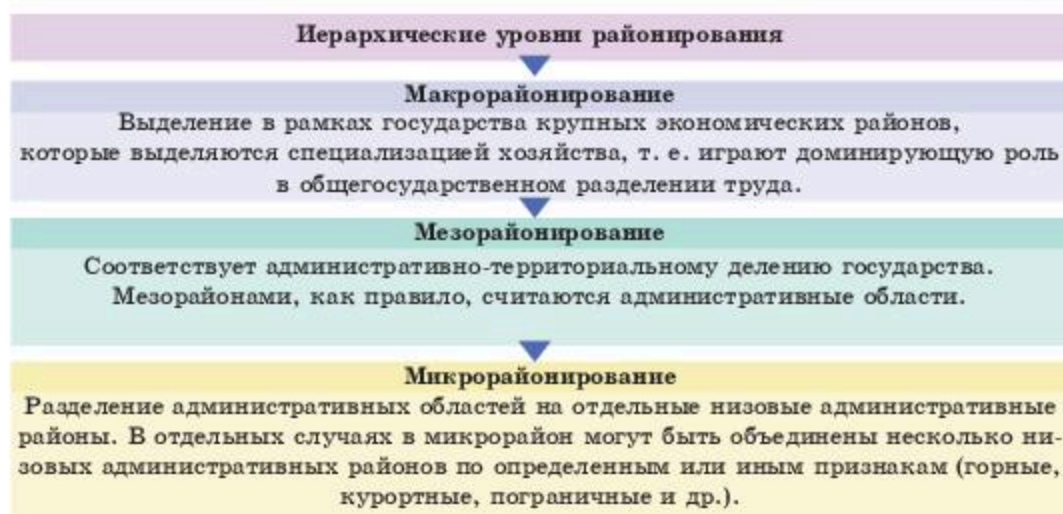 Иерархические уровни районирования
Макрорайонирование
Выделение в рамках государства крупных экономических районов,
которые выделяются специализацией хозяйства, т. е. играют доминирующую роль
в общегосударственном разделении труда.
Мезорайонирование
Соответствует административно-территориальному делению государства.
Мезорайонами, как правило, считаются административные области.
Микрорайонирование
Разделение административных областей на отдельные низовые административные
районы. В отдельных случаях в микрорайон могут быть объединены несколько ни-
зовых административных районов по определенным или иным признакам (горные,
курортные, пограничные и др.).